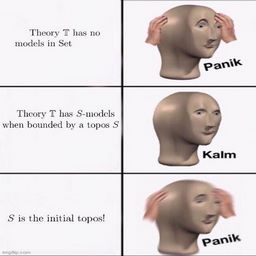 Theory 𝕋 has no
models in Set
Panik
Theory 𝕋 has S-models
when bounded by a topos S
Kalm
S is the initial topos!
Panik
imgflip.com